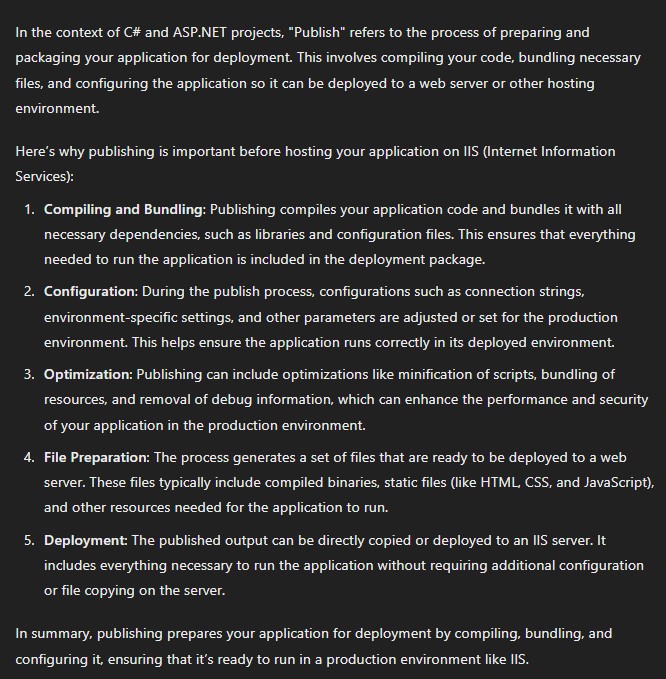 In the context of C# and ASP.NET projects, "Publish" refers to the process of preparing and
packaging your application for deployment. This involves compiling your code, bundling necessary
files, and configuring the application so it can be deployed to a web server or other hosting
environment.
Here's why publishing is important before hosting your application on IIS (Internet Information
Services):
1. Compiling and Bundling: Publishing compiles your application code and bundles it with all
necessary dependencies, such as libraries and configuration files. This ensures that everything
needed to run the application is included in the deployment package.
2. Configuration: During the publish process, configurations such as connection strings,
environment-specific settings, and other parameters are adjusted or set for the production
environment. This helps ensure the application runs correctly in its deployed environment.
3. Optimization: Publishing can include optimizations like minification of scripts, bundling of
resources, and removal of debug information, which can enhance the performance and security
of your application in the production environment.
4. File Preparation: The process generates a set of files that are ready to be deployed to a web
server. These files typically include compiled binaries, static files (like HTML, CSS, and JavaScript),
and other resources needed for the application to run.
5. Deployment: The published output can be directly copied or deployed to an IIS server. It
includes everything necessary to run the application without requiring additional configuration
or file copying on the server.
In summary, publishing prepares your application for deployment by compiling, bundling, and
configuring it, ensuring that it's ready to run in a production environment like IIS.